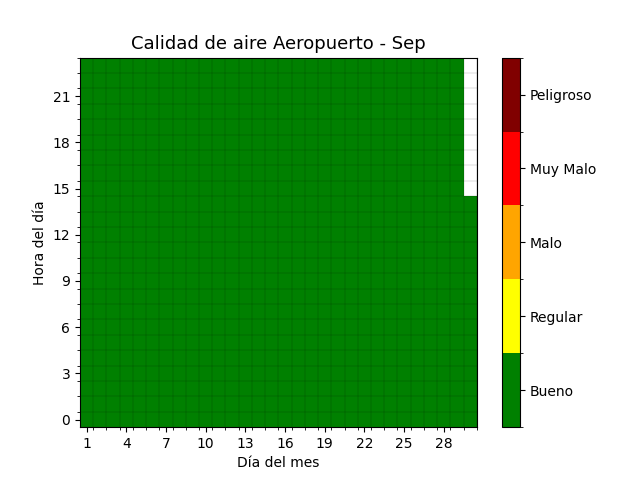 Calidad de aire Aeropuerto - Sep
Hora del día
21
18
15
12
9
6
3
0
1 4 7 10 13 16 19 22 25 28
Día del mes
Peligroso
Muy Malo
Malo
Regular
Bueno